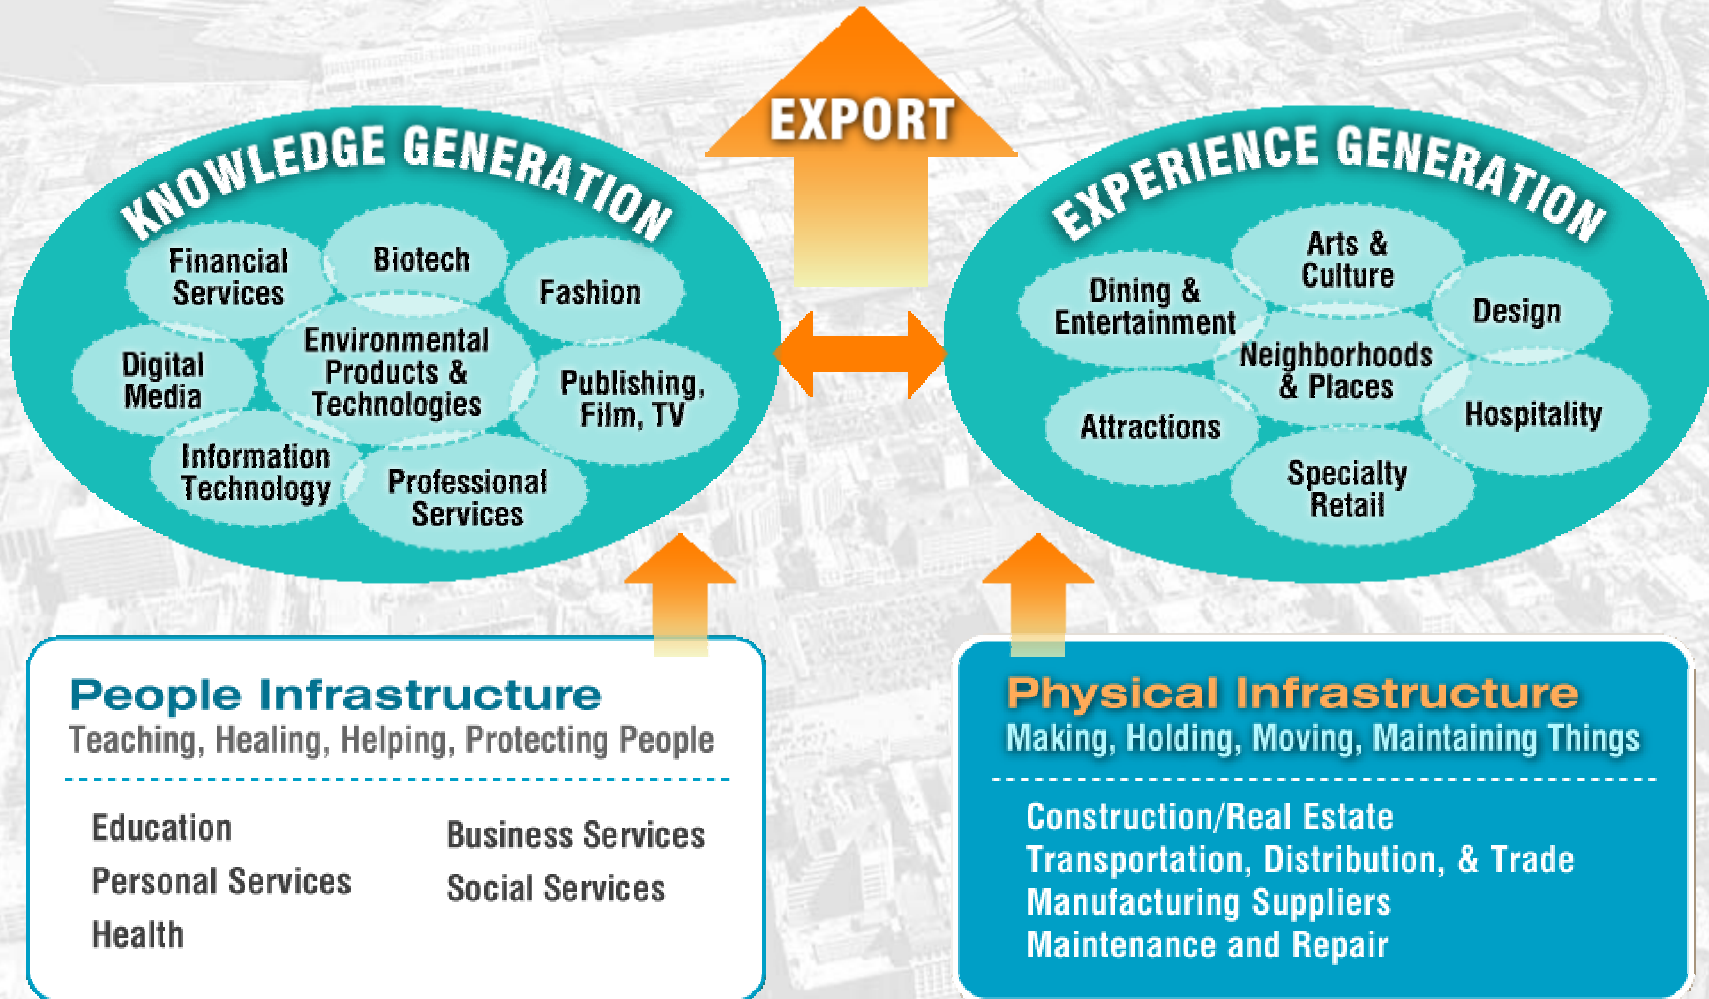 EXPORT
KNOWLEDGE GENERATION
Financial
Services
Biotech
Fashion
Digital
Media
Environmental
Products &
Technologies
Publishing,
Film, TV
Information
Technology
Professional
Services
EXPERIENCE GENERATION
Arts &
Culture
Dining &
Entertainment
Design
Neighborhoods
& Places
Attractions
Hospitality
Specialty
Retail
People Infrastructure
Teaching, Healing, Helping, Protecting People
Education
Personal Services
Health
Business Services
Social Services
Physical Infrastructure
Making, Holding, Moving, Maintaining Things
Construction/Real Estate
Transportation, Distribution, & Trade
Manufacturing Suppliers
Maintenance and Repair